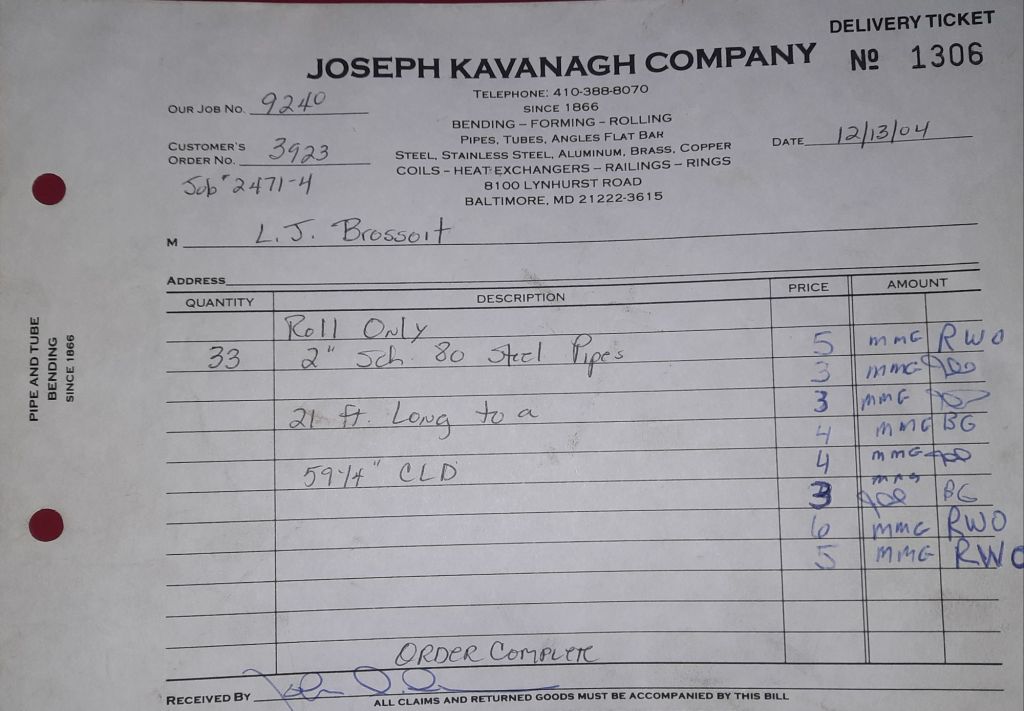 DELIVERY TICKET
JOSEPH KAVANAGH COMPANY
Nº 1306
TELEPHONE: 410-388-8070
SINCE 1866
BENDING – FORMING – ROLLING
PIPES, TUBES, ANGLES FLAT BAR
STEEL, STAINLESS STEEL, ALUMINUM, BRASS, COPPER
COILS – HEAT EXCHANGERS – RAILINGS – RINGS
8100 LYNHURST ROAD
BALTIMORE, MD 21222-3615
OUR JOB NO. 9240
CUSTOMER'S
ORDER NO. 3923
Job # 2471-4
DATE 12/13/04
M L.J. Brossoit
ADDRESS
QUANTITY DESCRIPTION PRICE AMOUNT
Roll Only
5 MMG RWO
33 2" Sch. 80 Steel Pipes
3 MMG
3 MMG
21 ft. Long to a
4 MMG BG
4 MMG
59 1/4" CLD
3 MMG BG
6 MMG RWO
5 MMG RWO
ORDER COMPLETE
RECEIVED BY
ALL CLAIMS AND RETURNED GOODS MUST BE ACCOMPANIED BY THIS BILL
PIPE AND TUBE
BENDING
SINCE 1866